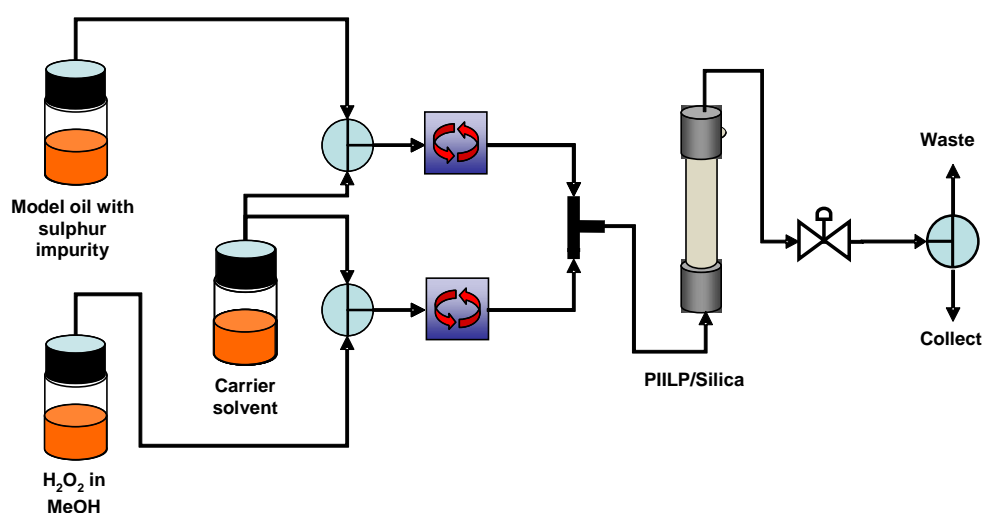 Model oil with
sulphur
impurity
Carrier
solvent
H₂O₂ in
MeOH
PIILP/Silica
Waste
Collect